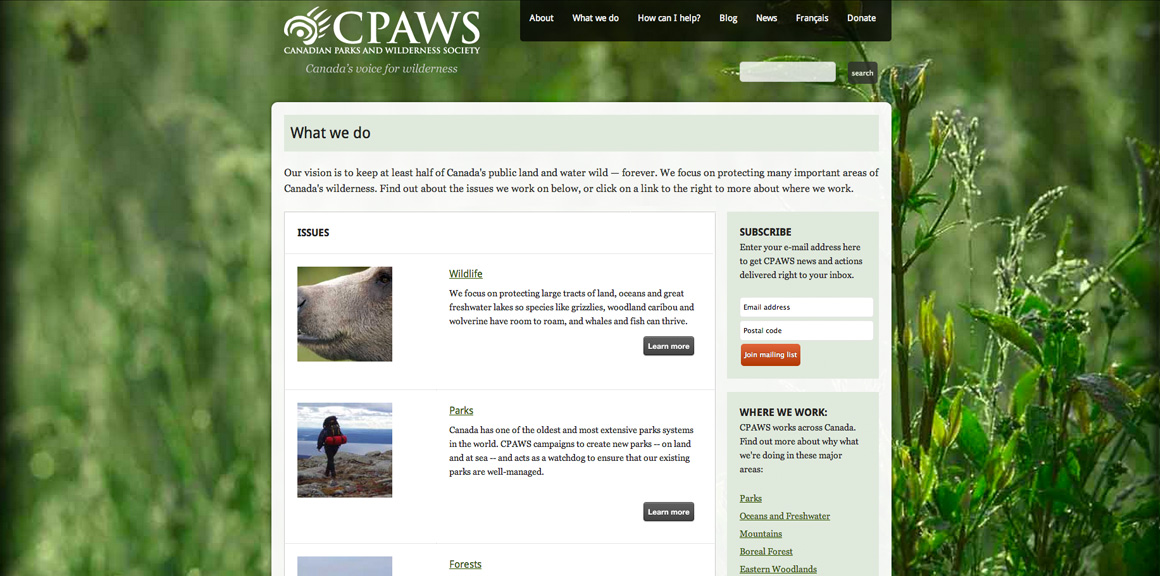 CPAWS
CANADIAN PARKS AND WILDERNESS SOCIETY
Canada's voice for wilderness
About What we do How can I help? Blog News Français Donate
search
What we do
Our vision is to keep at least half of Canada's public land and water wild — forever. We focus on protecting many important areas of
Canada's wilderness. Find out about the issues we work on below, or click on a link to the right to more about where we work.
ISSUES
Wildlife
We focus on protecting large tracts of land, oceans and great
freshwater lakes so species like grizzlies, woodland caribou and
wolverine have room to roam, and whales and fish can thrive.
Learn more
Parks
Canada has one of the oldest and most extensive parks systems
in the world. CPAWS campaigns to create new parks -- on land
and at sea -- and acts as a watchdog to ensure that our existing
parks are well-managed.
Learn more
Forests
SUBSCRIBE
Enter your e-mail address here
to get CPAWS news and actions
delivered right to your inbox.
Email address
Postal code
Join mailing list
WHERE WE WORK:
CPAWS works across Canada.
Find out more about why what
we're doing in these major
areas:
Parks
Oceans and Freshwater
Mountains
Boreal Forest
Eastern Woodlands